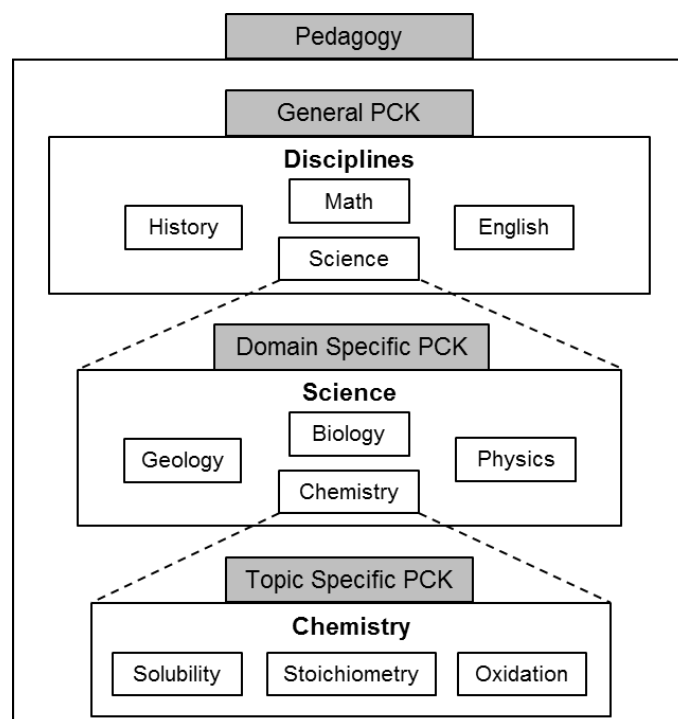 Pedagogy
General PCK
Disciplines
Math
History
English
Science
Domain Specific PCK
Science
Biology
Geology
Physics
Chemistry
Topic Specific PCK
Chemistry
Solubility
Stoichiometry
Oxidation